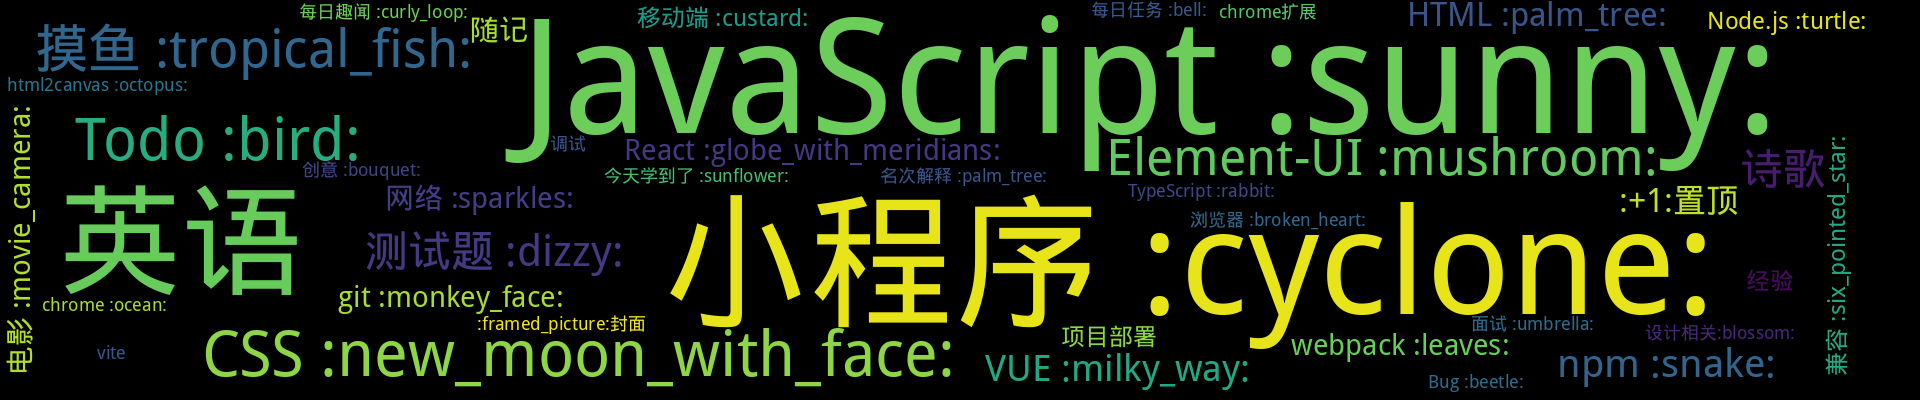 每日趣闻 :curly_loop:
随记
移动端 :custard:
每日任务 :bell:
chrome扩展
HTML :palm_tree:
Node.js :turtle:
摸鱼 :tropical_fish:
JavaScript :sunny:
html2canvas :octopus:
电影 :movie_camera:
Todo :bird:
调试
React :globe_with_meridians:
Element-UI :mushroom:
诗歌
兼容 :six_pointed_star:
创意 :bouquet:
今天学到了 :sunflower:
名次解释 :palm_tree:
英语
网络 :sparkles:
TypeScript :rabbit:
:+1:置顶
小程序 :cyclone:
浏览器 :broken_heart:
测试题 :dizzy:
经验
chrome :ocean:
git :monkey_face:
:framed_picture:封面
项目部署
面试 :umbrella:
设计相关:blossom:
vite
CSS :new_moon_with_face:
VUE :milky_way:
webpack :leaves:
npm :snake:
Bug :beetle: